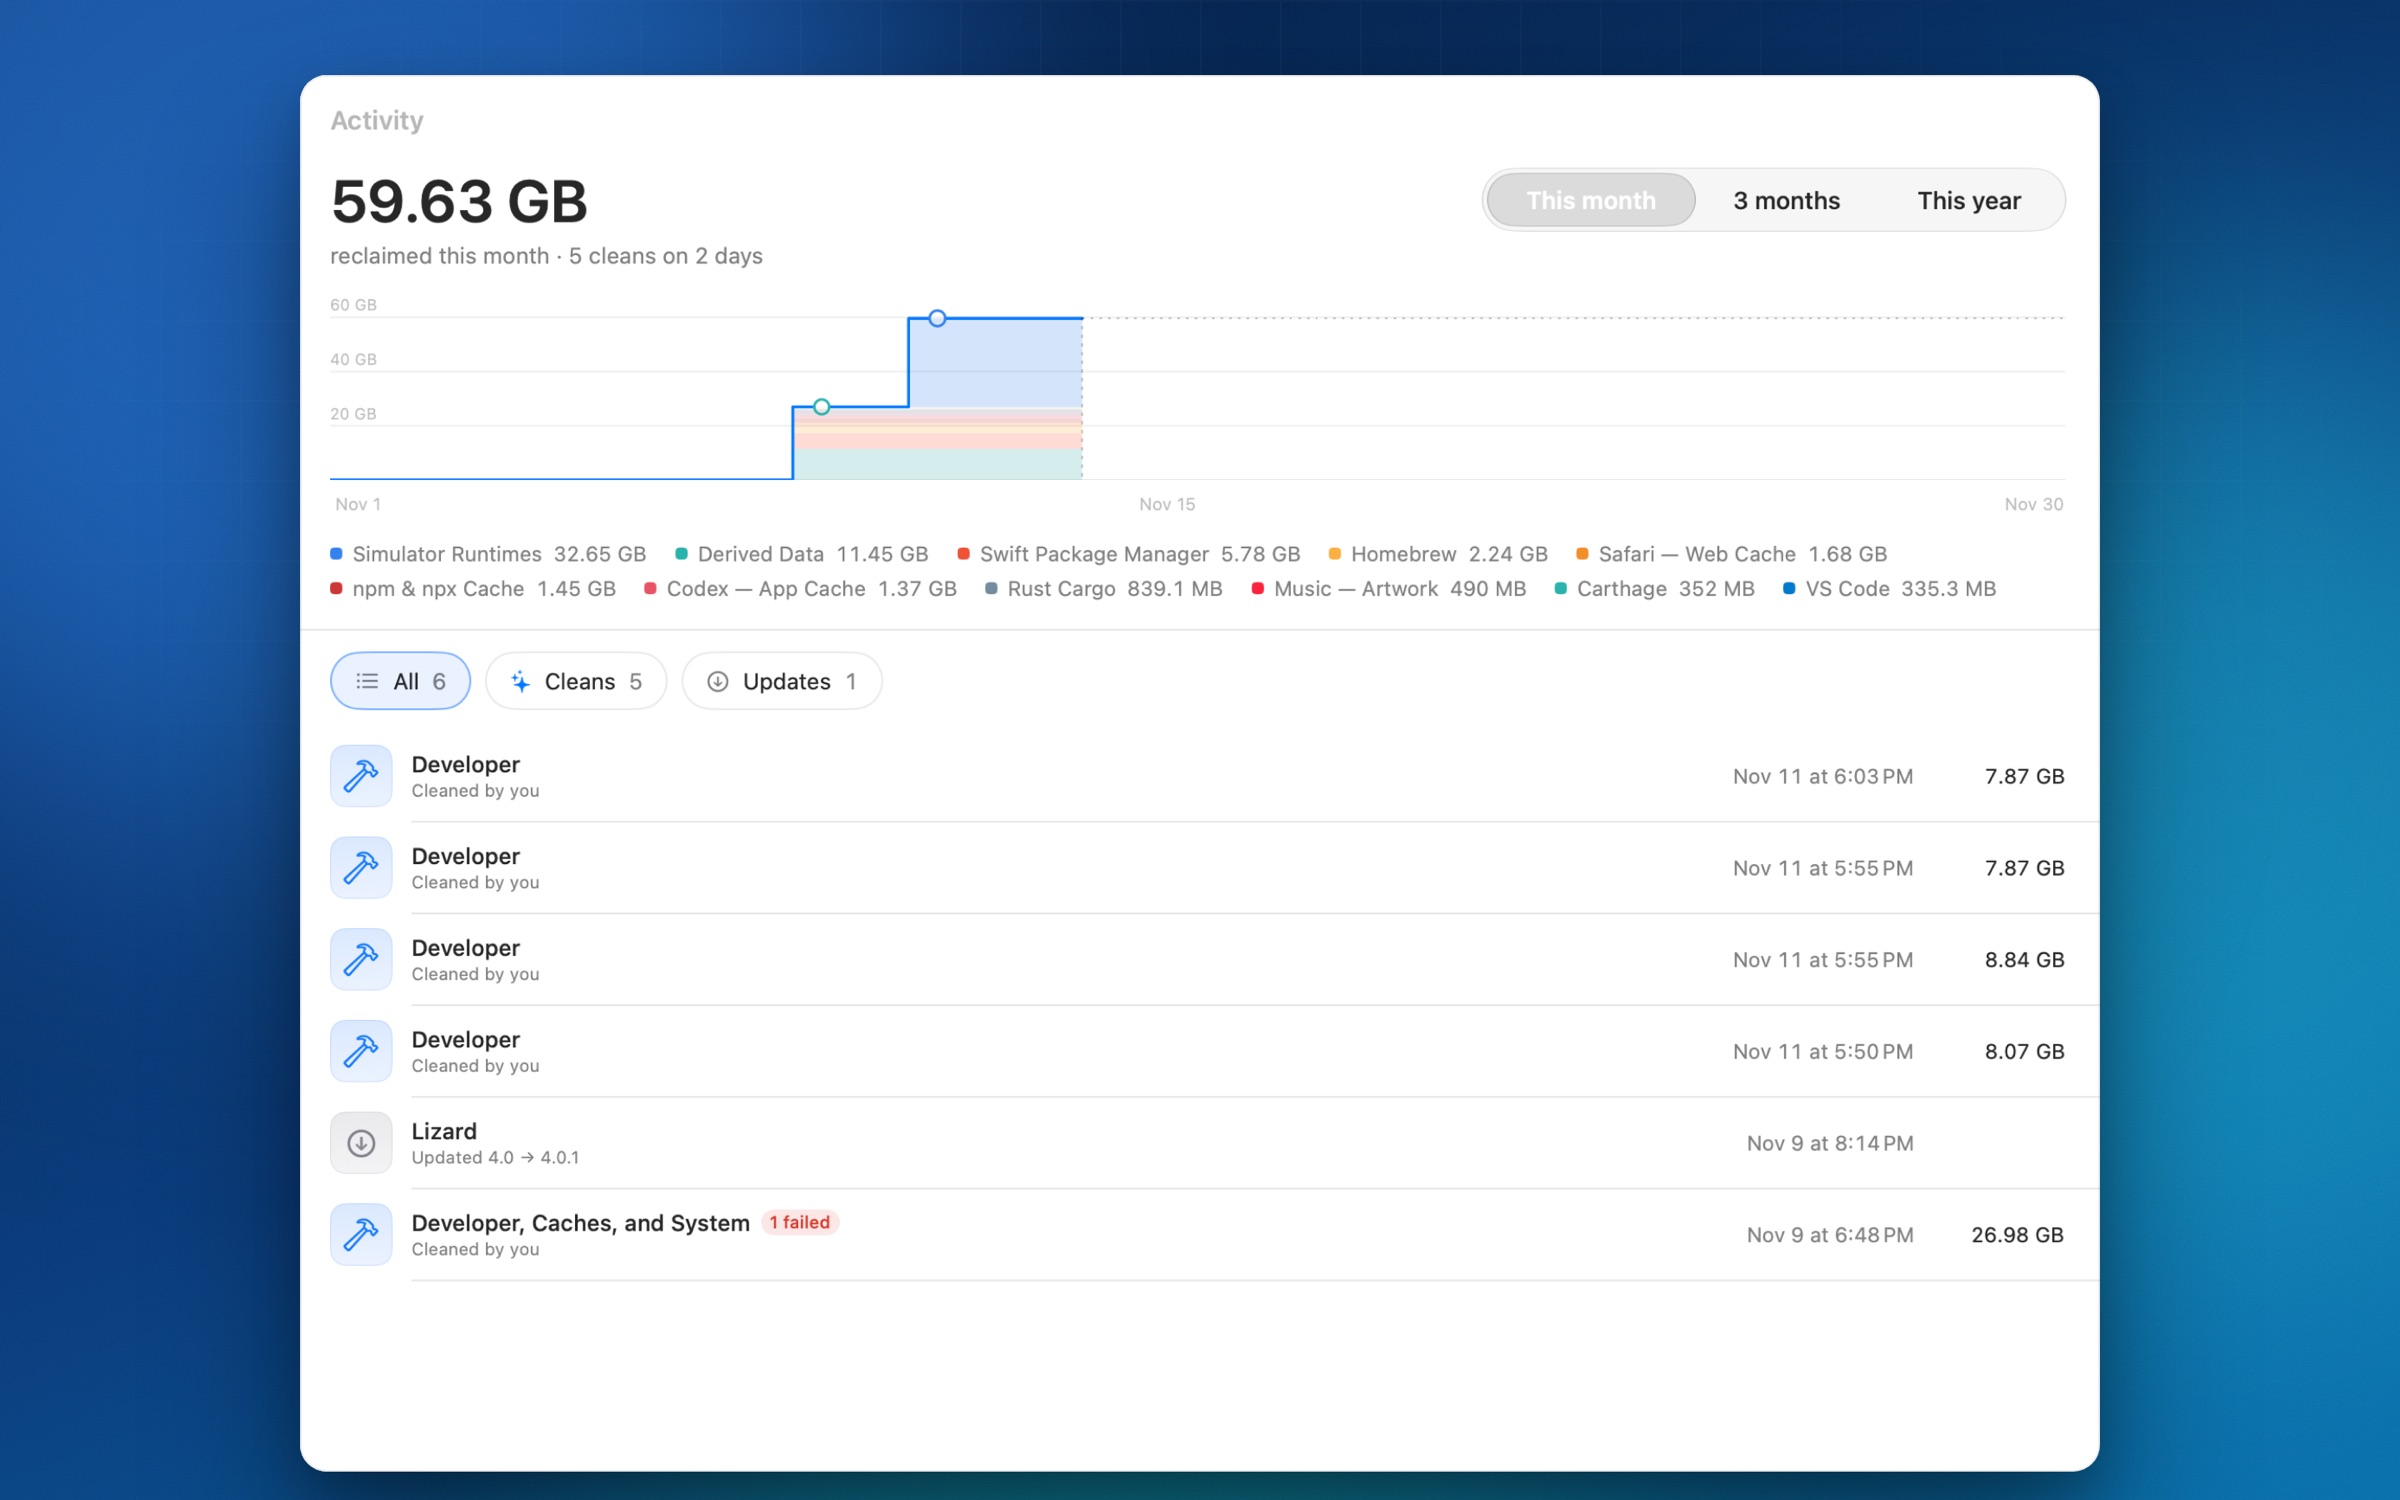 Activity
59.63 GB
This month 3 months This year
reclaimed this month · 5 cleans on 2 days
60 GB
40 GB
20 GB
Nov 1 Nov 15 Nov 30
Simulator Runtimes 32.65 GB Derived Data 11.45 GB Swift Package Manager 5.78 GB Homebrew 2.24 GB Safari — Web Cache 1.68 GB
npm & npx Cache 1.45 GB Codex — App Cache 1.37 GB Rust Cargo 839.1 MB Music — Artwork 490 MB Carthage 352 MB VS Code 335.3 MB
All 6 Cleans 5 Updates 1
Developer
Cleaned by you
Nov 11 at 6:03 PM 7.87 GB
Developer
Cleaned by you
Nov 11 at 5:55 PM 7.87 GB
Developer
Cleaned by you
Nov 11 at 5:55 PM 8.84 GB
Developer
Cleaned by you
Nov 11 at 5:50 PM 8.07 GB
Lizard
Updated 4.0 → 4.0.1
Nov 9 at 8:14 PM
Developer, Caches, and System 1 failed
Cleaned by you
Nov 9 at 6:48 PM 26.98 GB